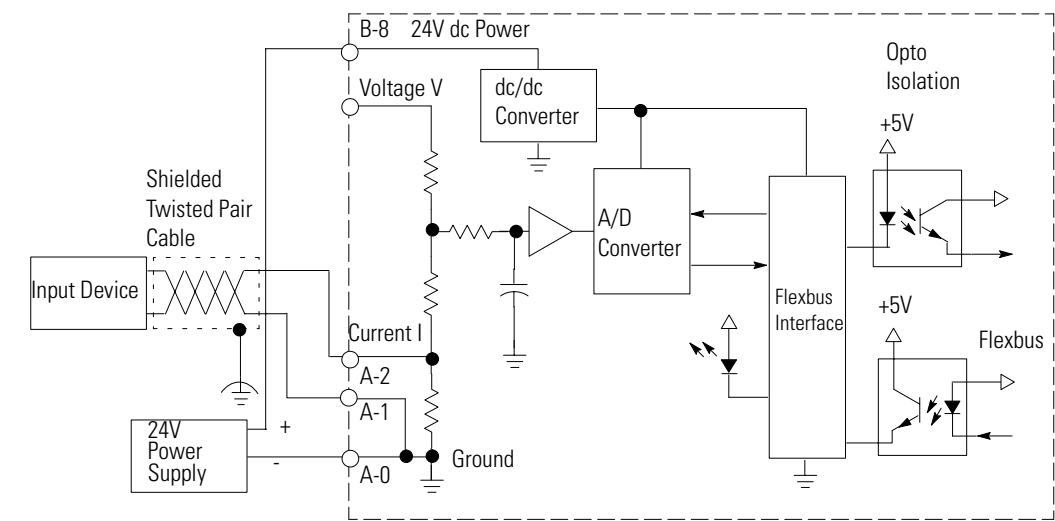 B-8 24V dc Power
Voltage V
dc/dc
Converter
Opto
Isolation
+5V
Shielded
Twisted Pair
Cable
A/D
Converter
Input Device
Flexbus
Interface
+5V
Flexbus
Current I
A-2
A-1
24V
Power
Supply
+
-
A-0
Ground